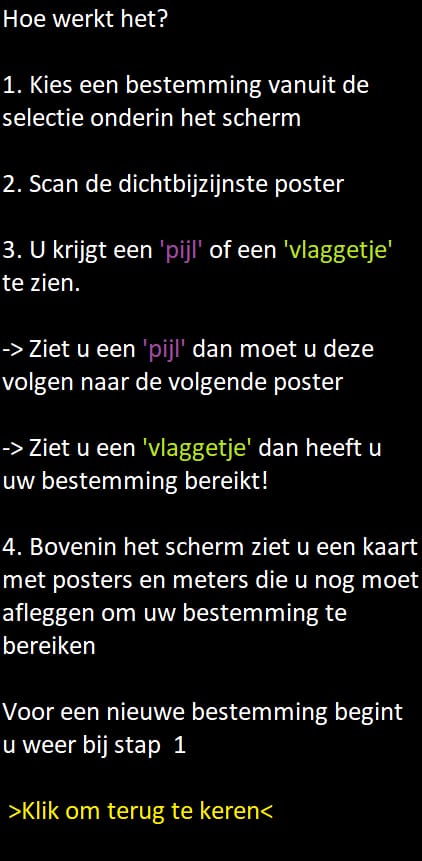 Hoe werkt het?
1. Kies een bestemming vanuit de
selectie onderin het scherm
2. Scan de dichtbijzijnste poster
3. U krijgt een 'pijl' of een 'vlaggetje'
te zien.
-> Ziet u een 'pijl' dan moet u deze
volgen naar de volgende poster
-> Ziet u een 'vlaggetje' dan heeft u
uw bestemming bereikt!
4. Bovenin het scherm ziet u een kaart
met posters en meters die u nog moet
afleggen om uw bestemming te
bereiken
Voor een nieuwe bestemming begint
u weer bij stap 1
>Klik om terug te keren<